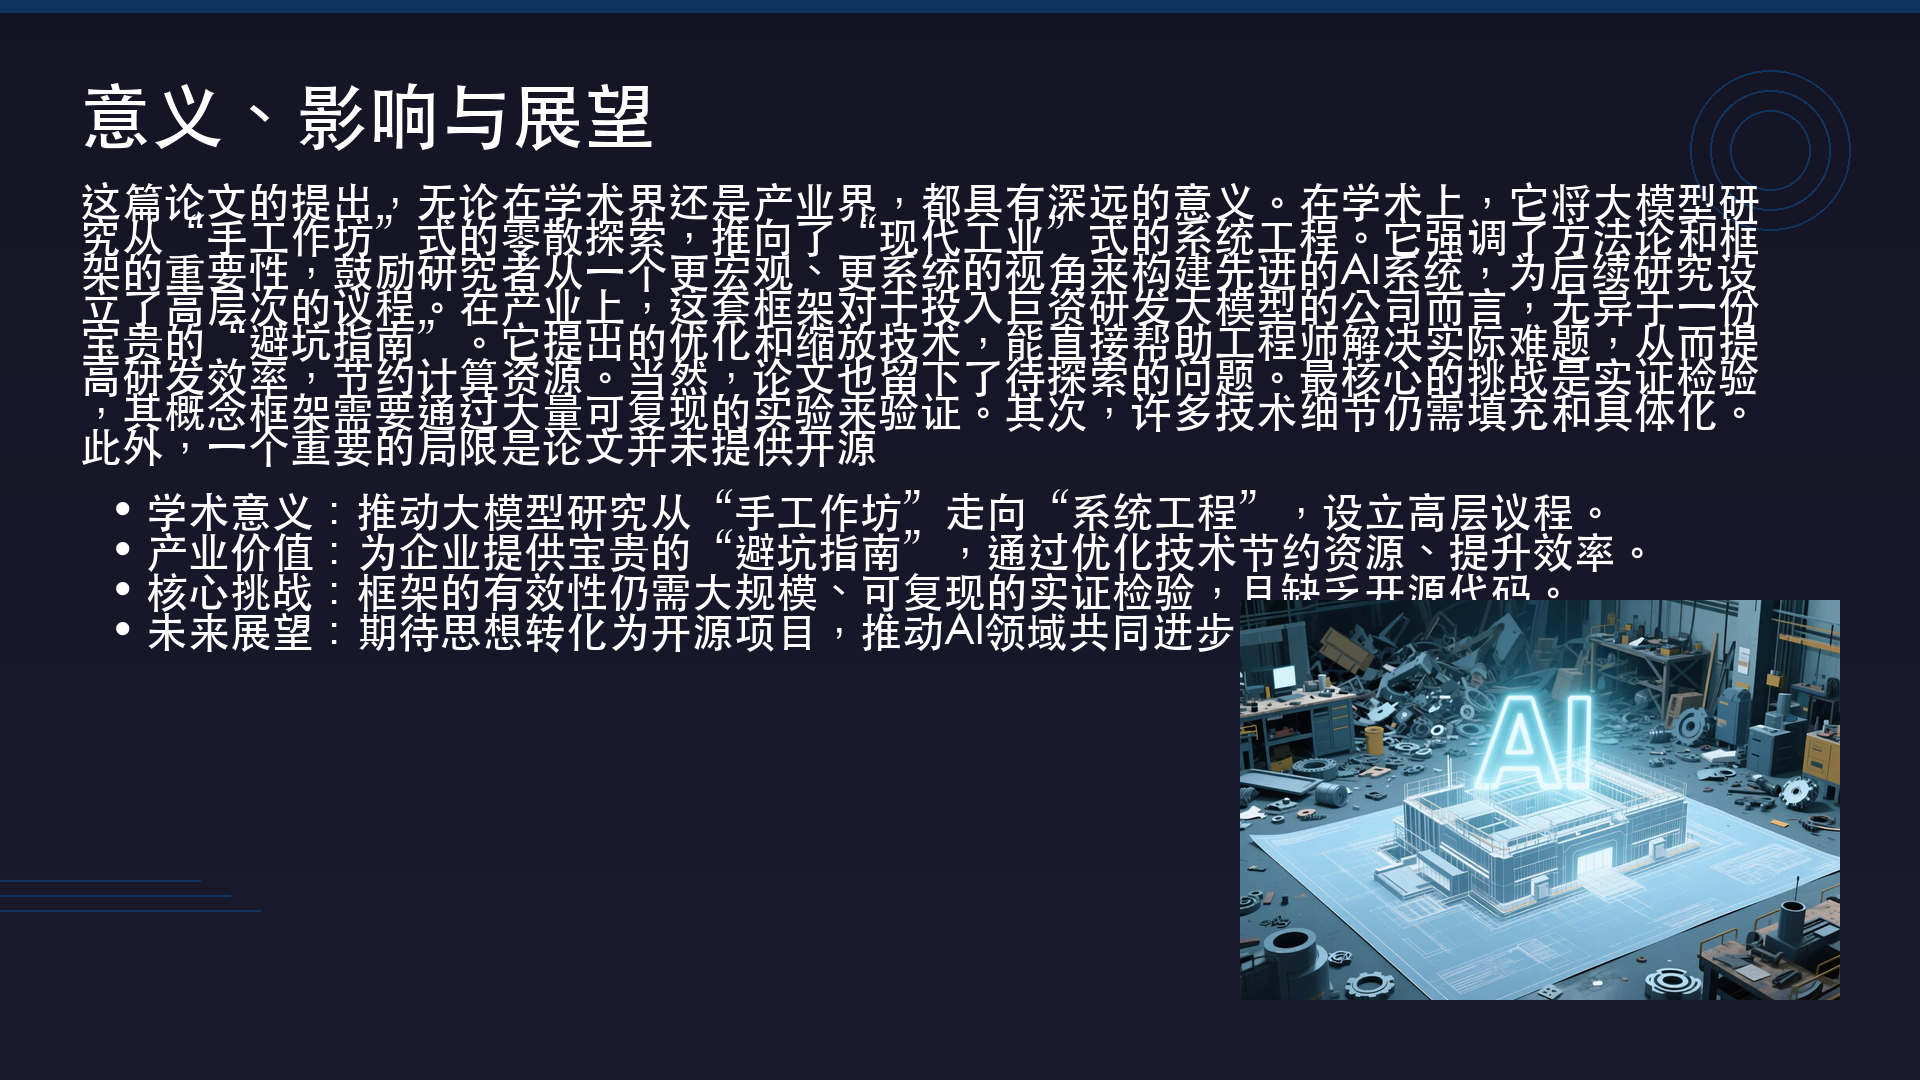 意义、影响与展望
这篇论文的提出，无论在学术界还是产业界，都具有深远的意义。在学术上，它将大模型研
究从“手工作坊”式的零散探索，推向了“现代工业”式的系统工程。它强调了方法论和框
架的重要性，鼓励研究者从一个更宏观、更系统的视角来构建先进的AI系统，为后续研究设
立了高层次的议程。在产业上，这套框架对于投入巨资研发大模型的公司而言，无异于一份
宝贵的“避坑指南”。它提出的优化和缩放技术，能直接帮助工程师解决实际难题，从而提
高研发效率，节约计算资源。当然，论文也留下了待探索的问题。最核心的挑战是实证检验
，其概念框架需要通过大量可复现的实验来验证。其次，许多技术细节仍需填充和具体化。
此外，一个重要的局限是论文并未提供开源
• 学术意义：推动大模型研究从“手工作坊”走向“系统工程”，设立高层议程。
• 产业价值：为企业提供宝贵的“避坑指南”，通过优化技术节约资源、提升效率。
• 核心挑战：框架的有效性仍需大规模、可复现的实证检验，且缺乏开源代码。
• 未来展望：期待思想转化为开源项目，推动AI领域共同进步
AI